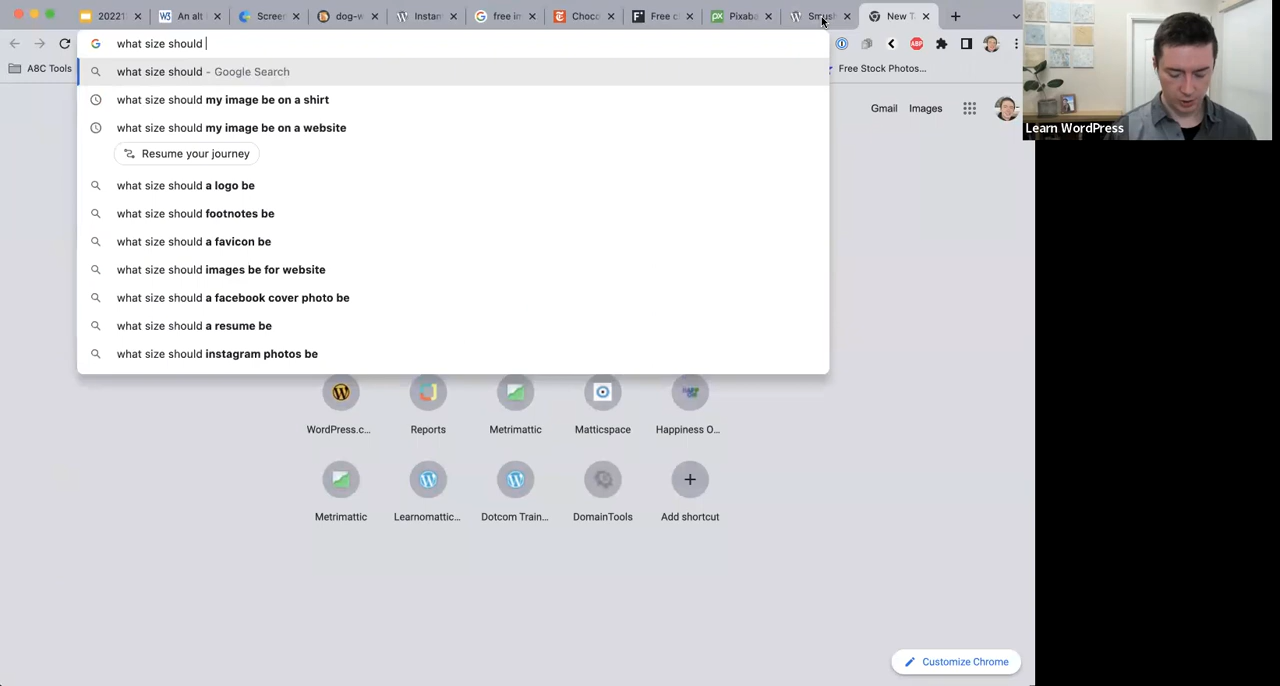 20221
An alt
Screer
dog-w
Instan
free im
Chocc
Free c
Pixaba
Smush
New T
what size should
what size should - Google Search
what size should my image be on a shirt
what size should my image be on a website
Resume your journey
what size should a logo be
what size should footnotes be
what size should a favicon be
what size should images be for website
what size should a facebook cover photo be
what size should a resume be
what size should instagram photos be
ABC Tools
Free Stock Photos...
ABP
Gmail
Images
Learn WordPress
WordPress.c...
Reports
Metrimattic
Matticspace
Happiness O...
Metrimattic
Learnomattic...
Dotcom Train...
DomainTools
Add shortcut
Customize Chrome